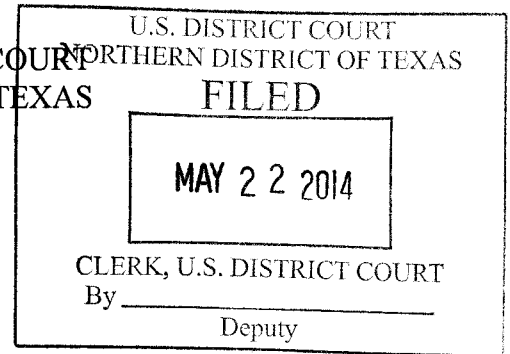 U.S. DISTRICT COURT
COURT NORTHERN DISTRICT OF TEXAS
TEXAS FILED
MAY 22 2014
CLERK, U.S. DISTRICT COURT
By
Deputy